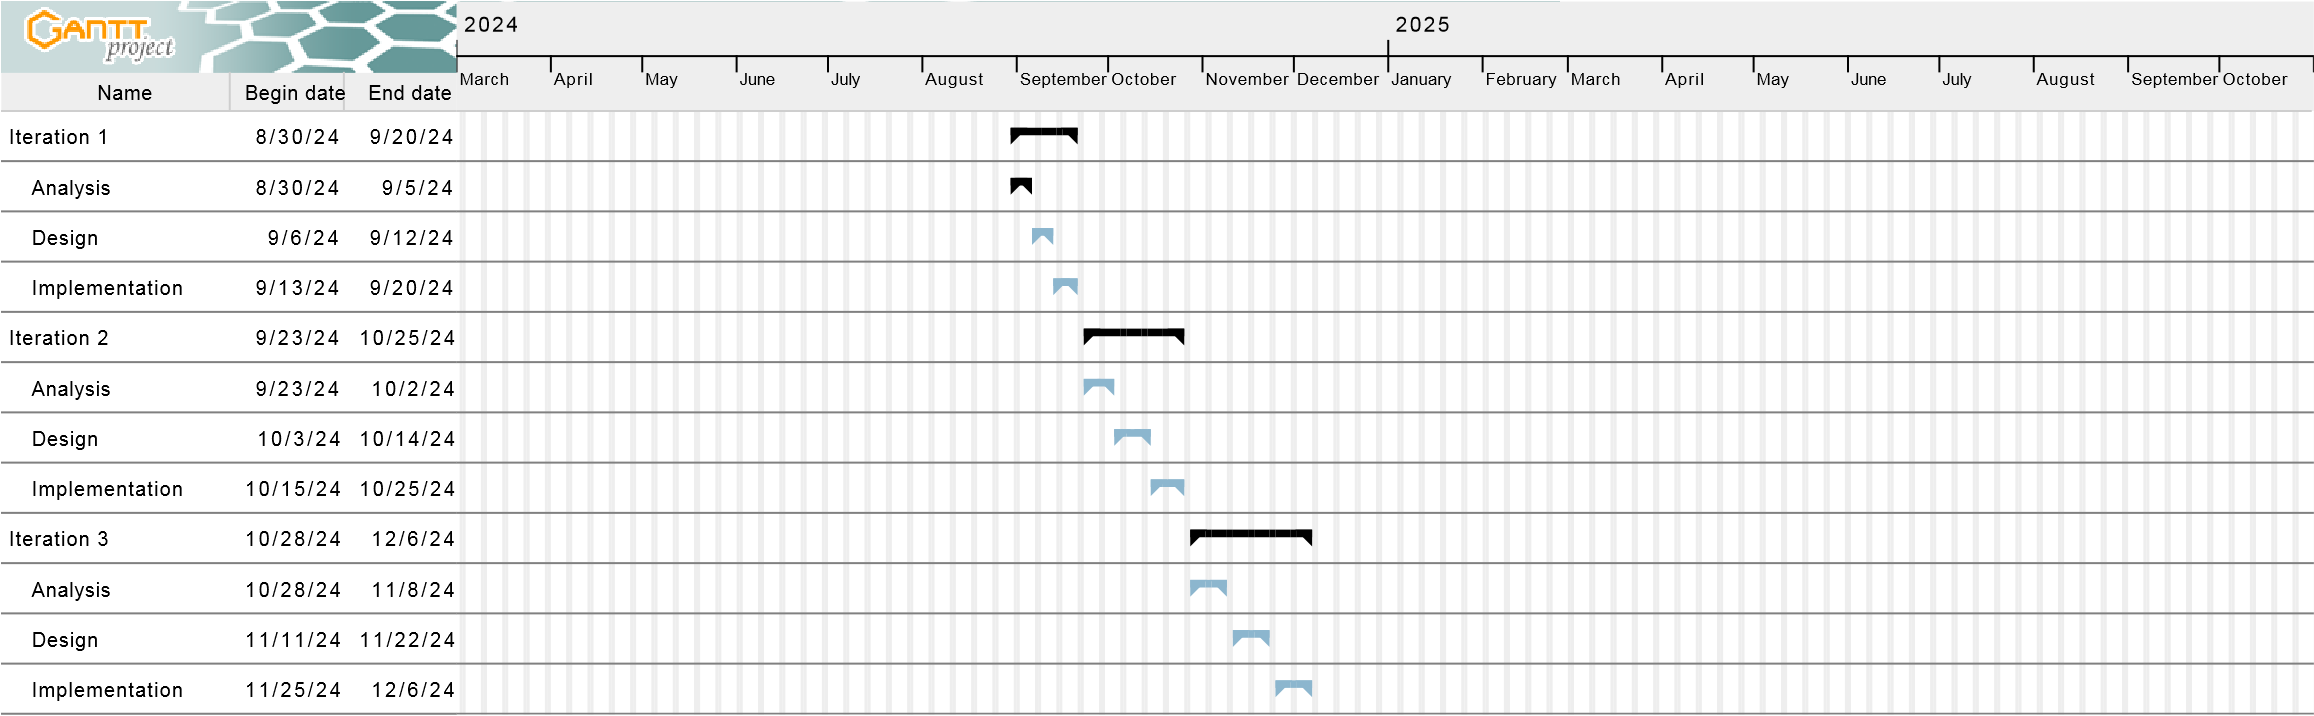 GANTT
project
2024 2025
March April May June July August September October November December January February March April May June July August September October
Name Begin date End date
Iteration 1 8/30/24 9/20/24
Analysis 8/30/24 9/5/24
Design 9/6/24 9/12/24
Implementation 9/13/24 9/20/24
Iteration 2 9/23/24 10/25/24
Analysis 9/23/24 10/2/24
Design 10/3/24 10/14/24
Implementation 10/15/24 10/25/24
Iteration 3 10/28/24 12/6/24
Analysis 10/28/24 11/8/24
Design 11/11/24 11/22/24
Implementation 11/25/24 12/6/24